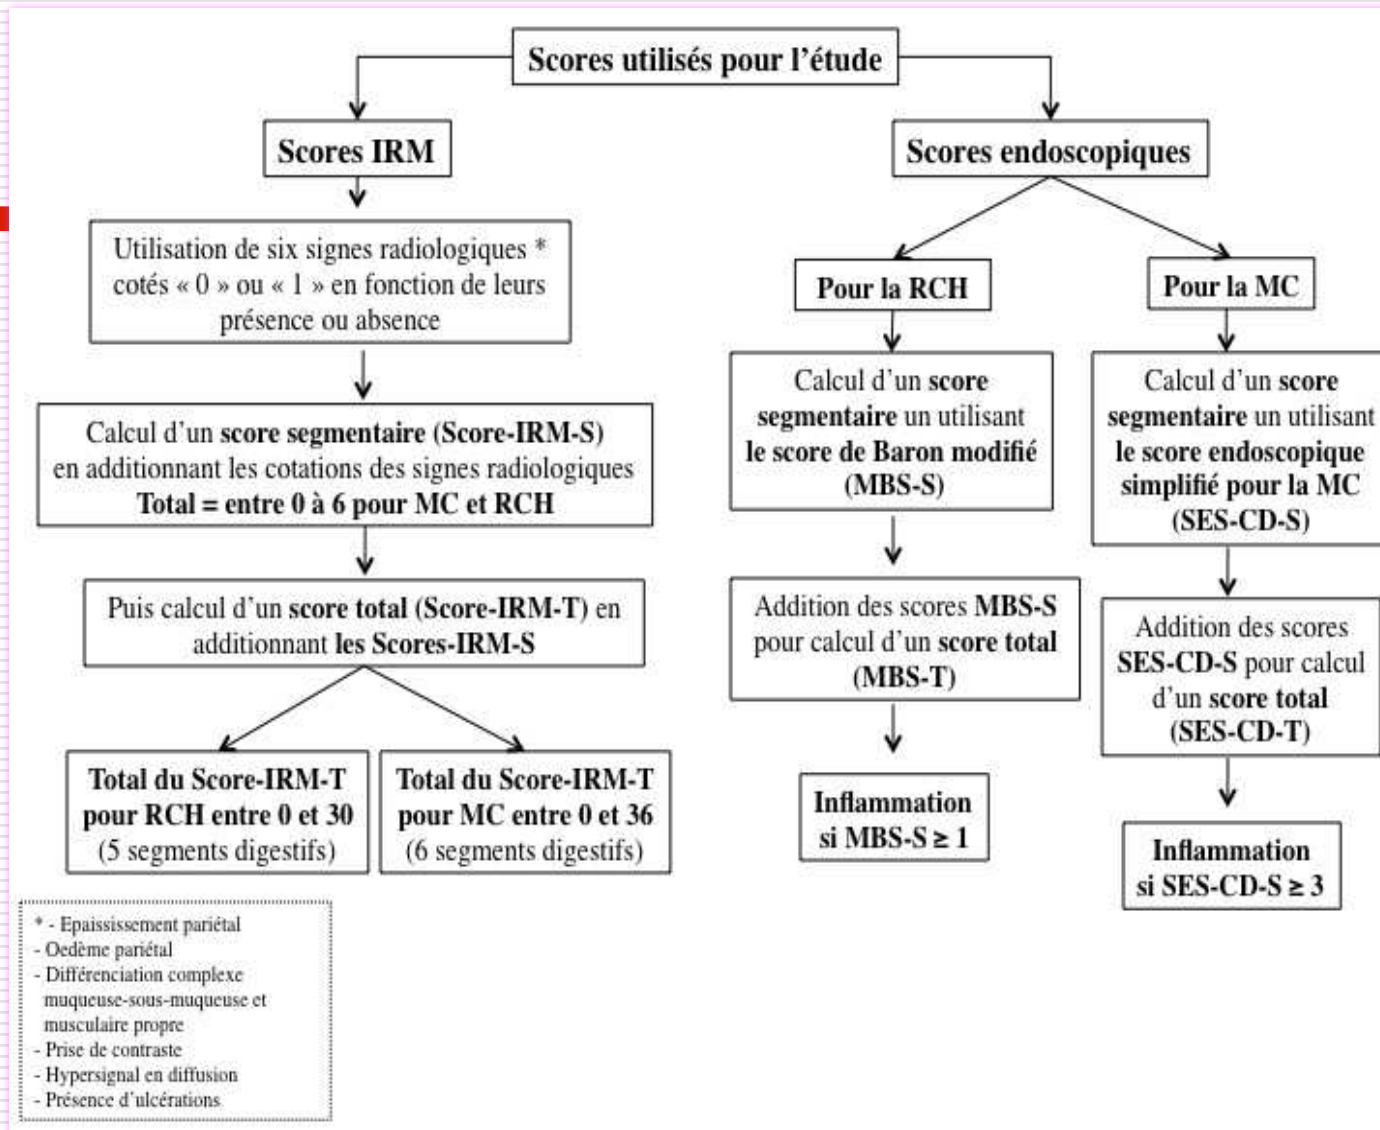 Scores utilisés pour l'étude
Scores IRM
Utilisation de six signes radiologiques *
cotés « 0 » ou « 1 » en fonction de leurs
présence ou absence
Calcul d'un score segmentaire (Score-IRM-S)
en additionnant les cotations des signes radiologiques
Total = entre 0 à 6 pour MC et RCH
Puis calcul d'un score total (Score-IRM-T) en
additionnant les Scores-IRM-S
Total du Score-IRM-T
pour RCH entre 0 et 30
(5 segments digestifs)
Total du Score-IRM-T
pour MC entre 0 et 36
(6 segments digestifs)
* - Epaississement pariétal
- Oedème pariétal
- Différenciation complexe
muqueuse-sous-muqueuse et
musculaire propre
- Prise de contraste
- Hypersignal en diffusion
- Présence d'ulcérations
Scores endoscopiques
Pour la RCH
Calcul d'un score
segmentaire un utilisant
le score de Baron modifié
(MBS-S)
Addition des scores MBS-S
pour calcul d'un score total
(MBS-T)
Inflammation
si MBS-S ≥ 1
Pour la MC
Calcul d'un score
segmentaire un utilisant
le score endoscopique
simplifié pour la MC
(SES-CD-S)
Addition des scores
SES-CD-S pour calcul
d'un score total
(SES-CD-T)
Inflammation
si SES-CD-S ≥ 3